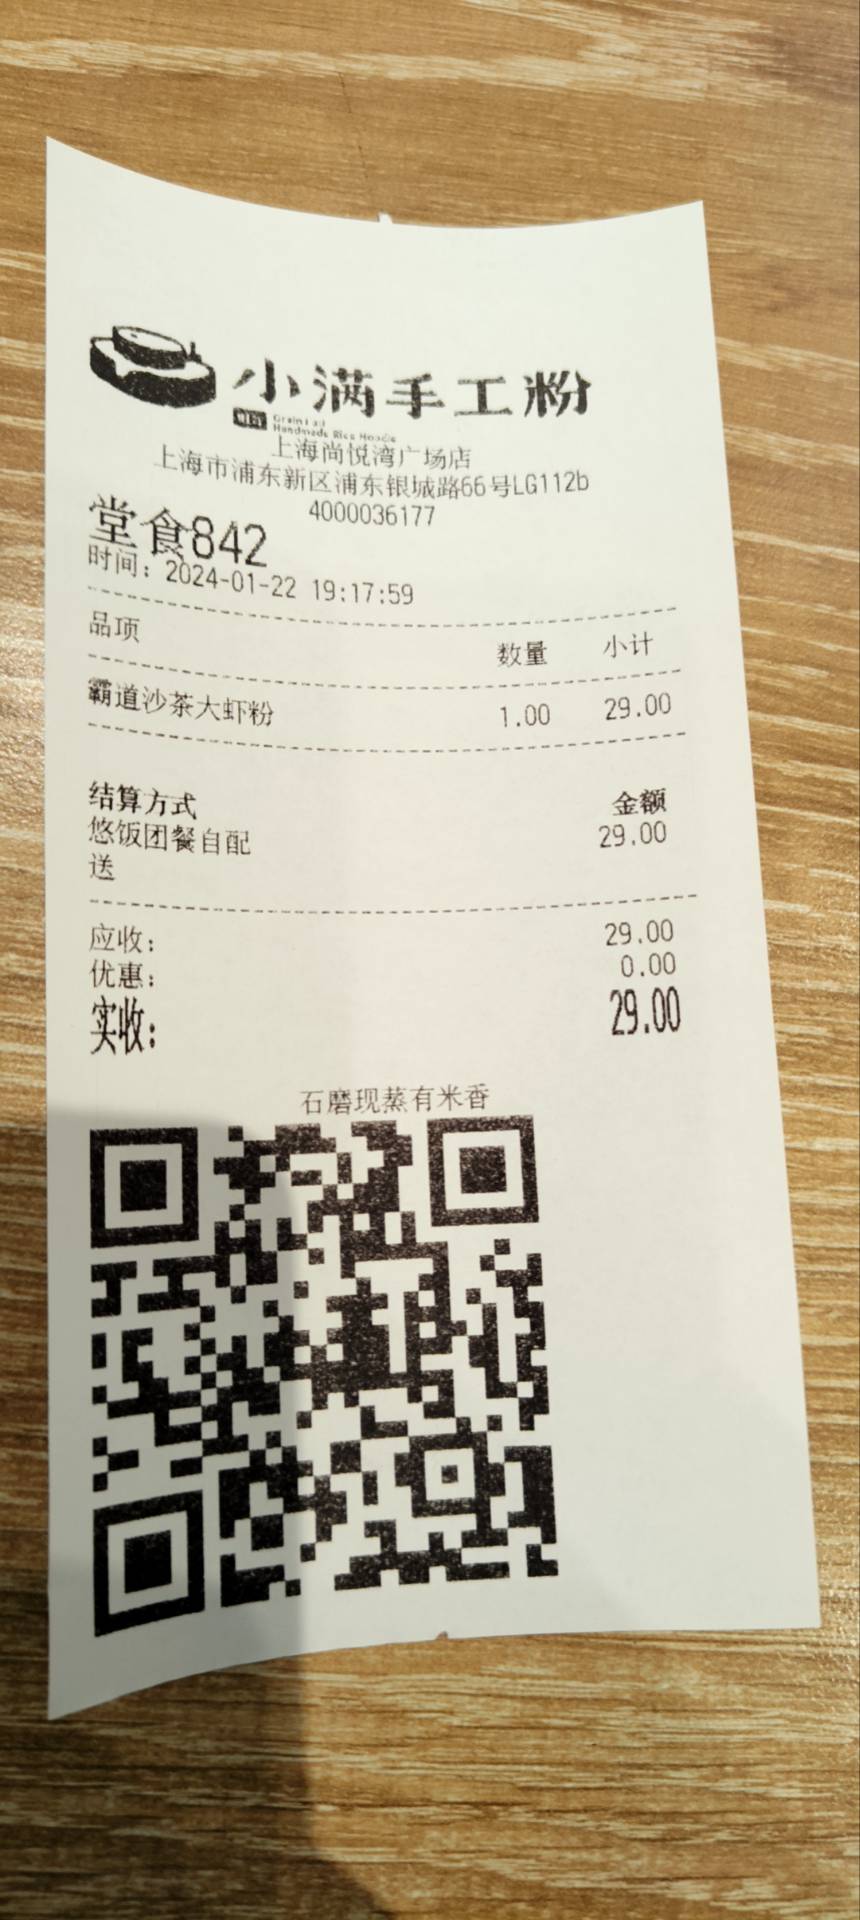 小满手工粉
Handmade Rice Noodle
上海尚悦湾广场店
上海市浦东新区浦东银城路66号LG112b
4000036177
堂食842
时间：2024-01-22 19:17:59
品项 数量 小计
霸道沙茶大虾粉 1.00 29.00
结算方式 金额
悠饭团餐自配 29.00
送
应收： 29.00
优惠： 0.00
实收： 29.00
石磨现蒸有米香